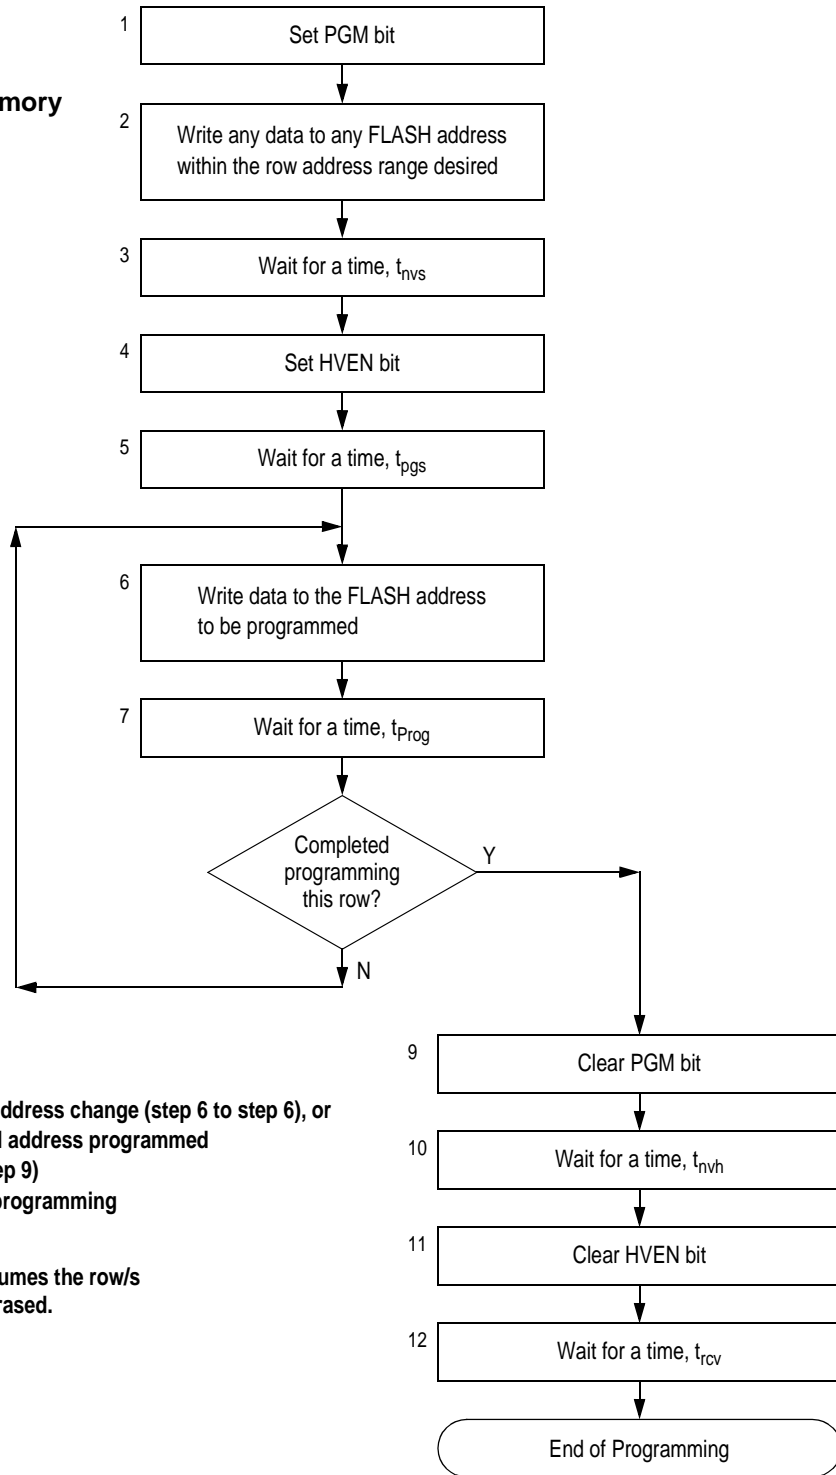 1
Set PGM bit
mory
2
Write any data to any FLASH address
within the row address range desired
3
Wait for a time, tnvs
4
Set HVEN bit
5
Wait for a time, tpgs
6
Write data to the FLASH address
to be programmed
7
Wait for a time, tProg
Completed
programming
this row?
Y
N
9
Clear PGM bit
ddress change (step 6 to step 6), or
address programmed
ep 9)
programming
10
Wait for a time, tnvh
11
Clear HVEN bit
umes the row/s
rased.
12
Wait for a time, trcv
End of Programming